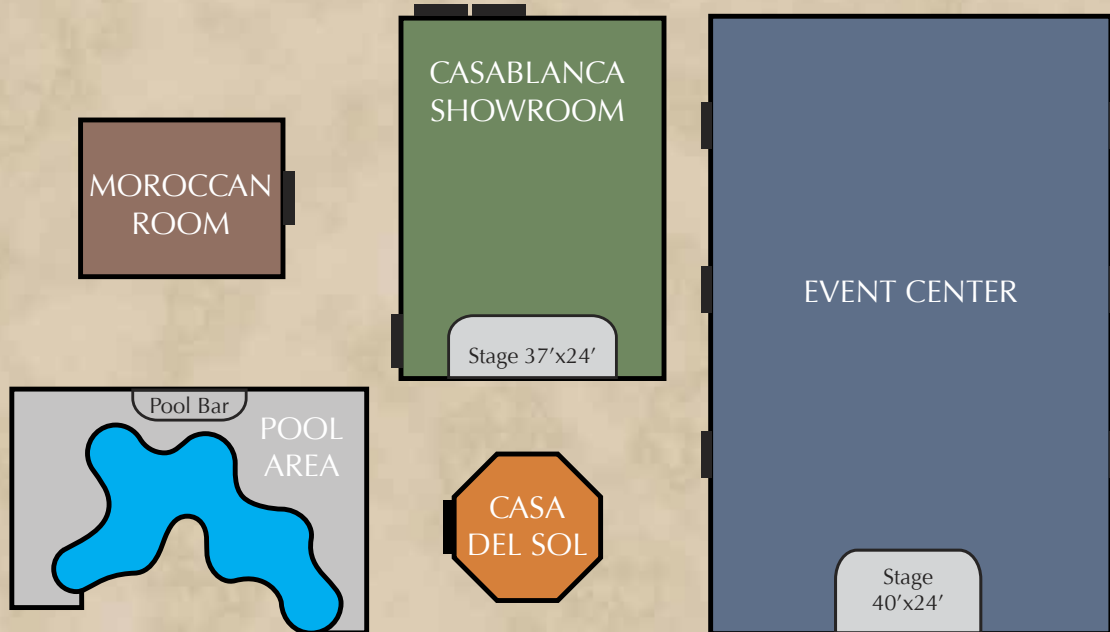 CASABLANCA
SHOWROOM
MOROCCAN
ROOM
EVENT CENTER
Stage 37’x24’
Pool Bar
POOL
AREA
CASA
DEL SOL
Stage
40’x24’